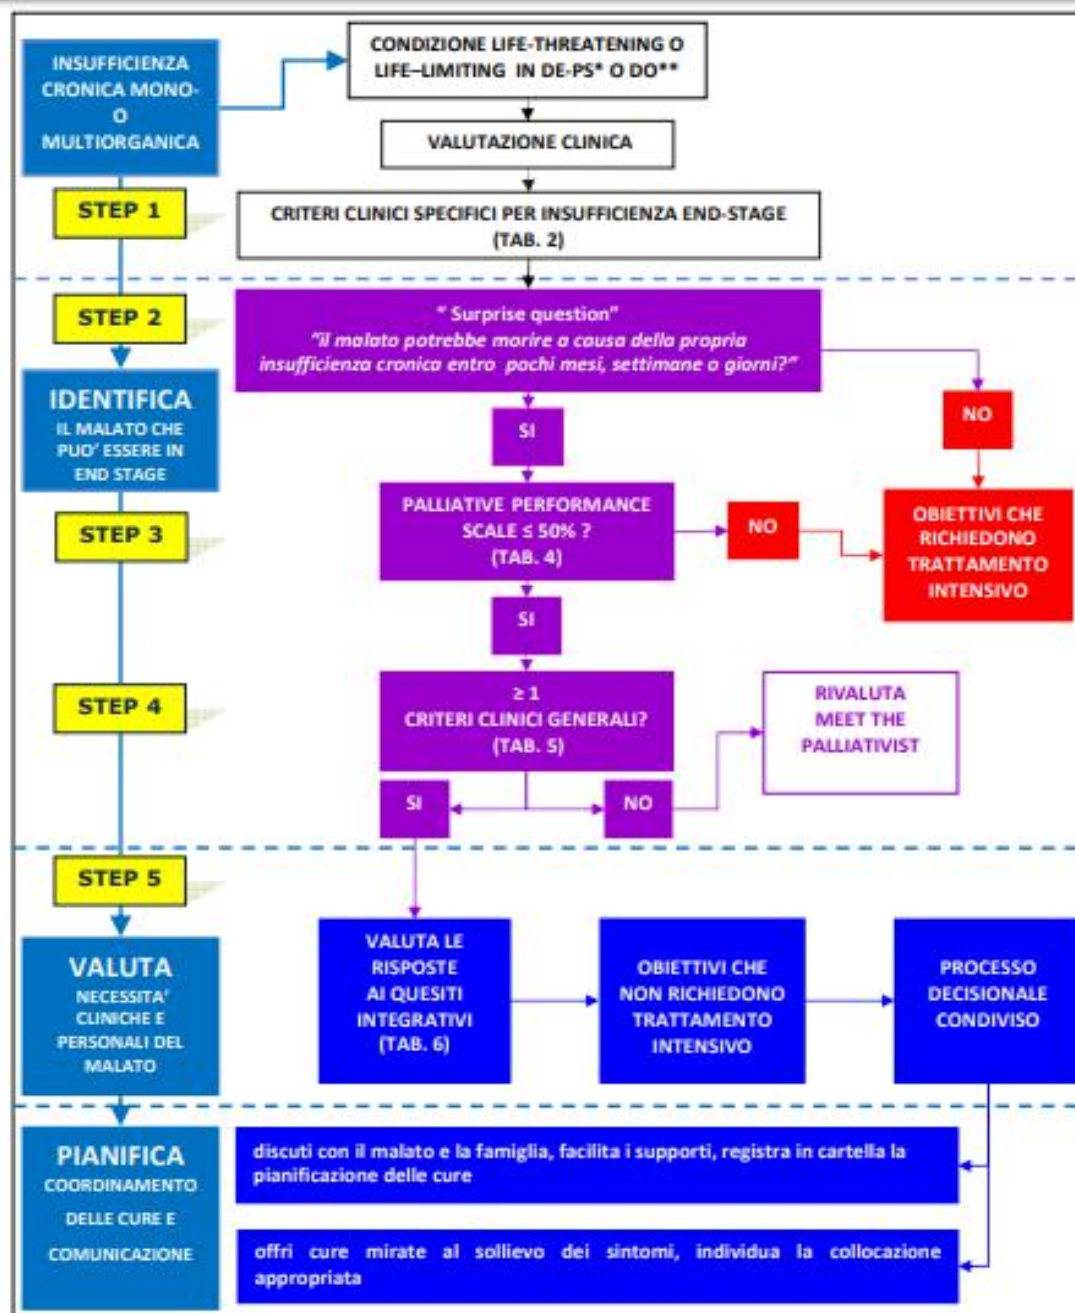 INSUFFICIENZA
CRONICA MONO-
O
MULTIORGANICA
CONDIZIONE LIFE-THREATENING O
LIFE–LIMITING IN DE-PS* O DO**
VALUTAZIONE CLINICA
STEP 1
CRITERI CLINICI SPECIFICI PER INSUFFICIENZA END-STAGE
(TAB. 2)
STEP 2
“ Surprise question”
“il malato potrebbe morire a causa della propria
insufficienza cronica entro pochi mesi, settimane o giorni?”
IDENTIFICA
IL MALATO CHE
PUO’ ESSERE IN
END STAGE
SI
NO
STEP 3
PALLIATIVE PERFORMANCE
SCALE ≤ 50% ?
(TAB. 4)
NO
OBIETTIVI CHE
RICHIEDONO
TRATTAMENTO
INTENSIVO
SI
STEP 4
≥ 1
CRITERI CLINICI GENERALI?
(TAB. 5)
RIVALUTA
MEET THE
PALLIATIVIST
SI
NO
STEP 5
VALUTA
NECESSITA’
CLINICHE E
PERSONALI DEL
MALATO
VALUTA LE
RISPOSTE
AI QUESITI
INTEGRATIVI
(TAB. 6)
OBIETTIVI CHE
NON RICHIEDONO
TRATTAMENTO
INTENSIVO
PROCESSO
DECISIONALE
CONDIVISO
PIANIFICA
COORDINAMENTO
DELLE CURE E
COMUNICAZIONE
discuti con il malato e la famiglia, facilita i supporti, registra in cartella la
pianificazione delle cure
offri cure mirate al sollievo dei sintomi, individua la collocazione
appropriata